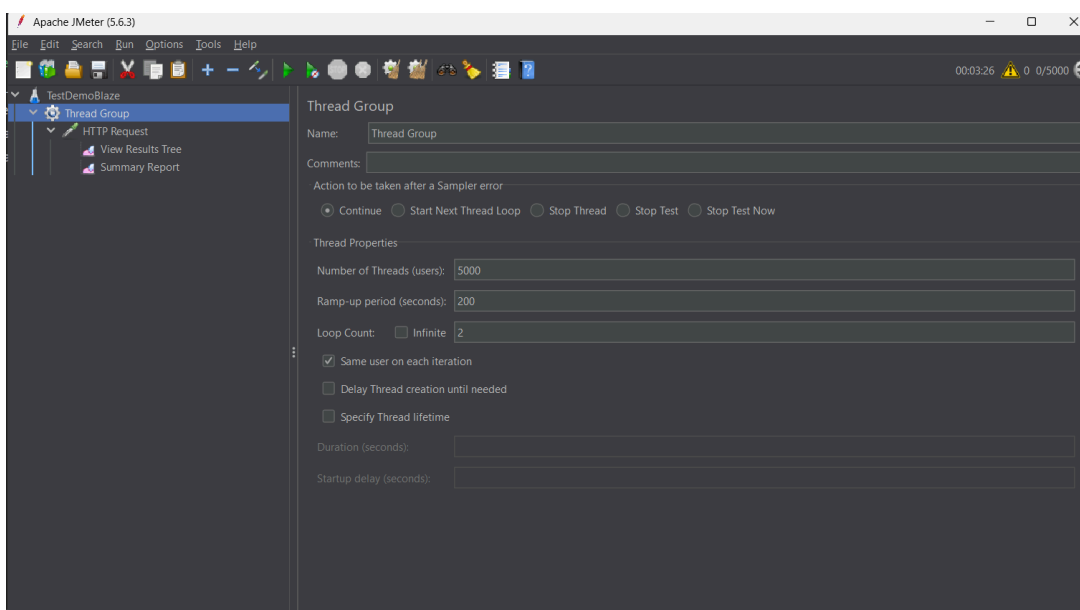 Apache JMeter (5.6.3)
File Edit Search Run Options Tools Help
00:03:26 0 0/5000
TestDemoBlaze
Thread Group
HTTP Request
View Results Tree
Summary Report
Thread Group
Name: Thread Group
Comments:
Action to be taken after a Sampler error
Continue Start Next Thread Loop Stop Thread Stop Test Stop Test Now
Thread Properties
Number of Threads (users): 5000
Ramp-up period (seconds): 200
Loop Count: Infinite 2
Same user on each iteration
Delay Thread creation until needed
Specify Thread lifetime
Duration (seconds):
Startup delay (seconds):